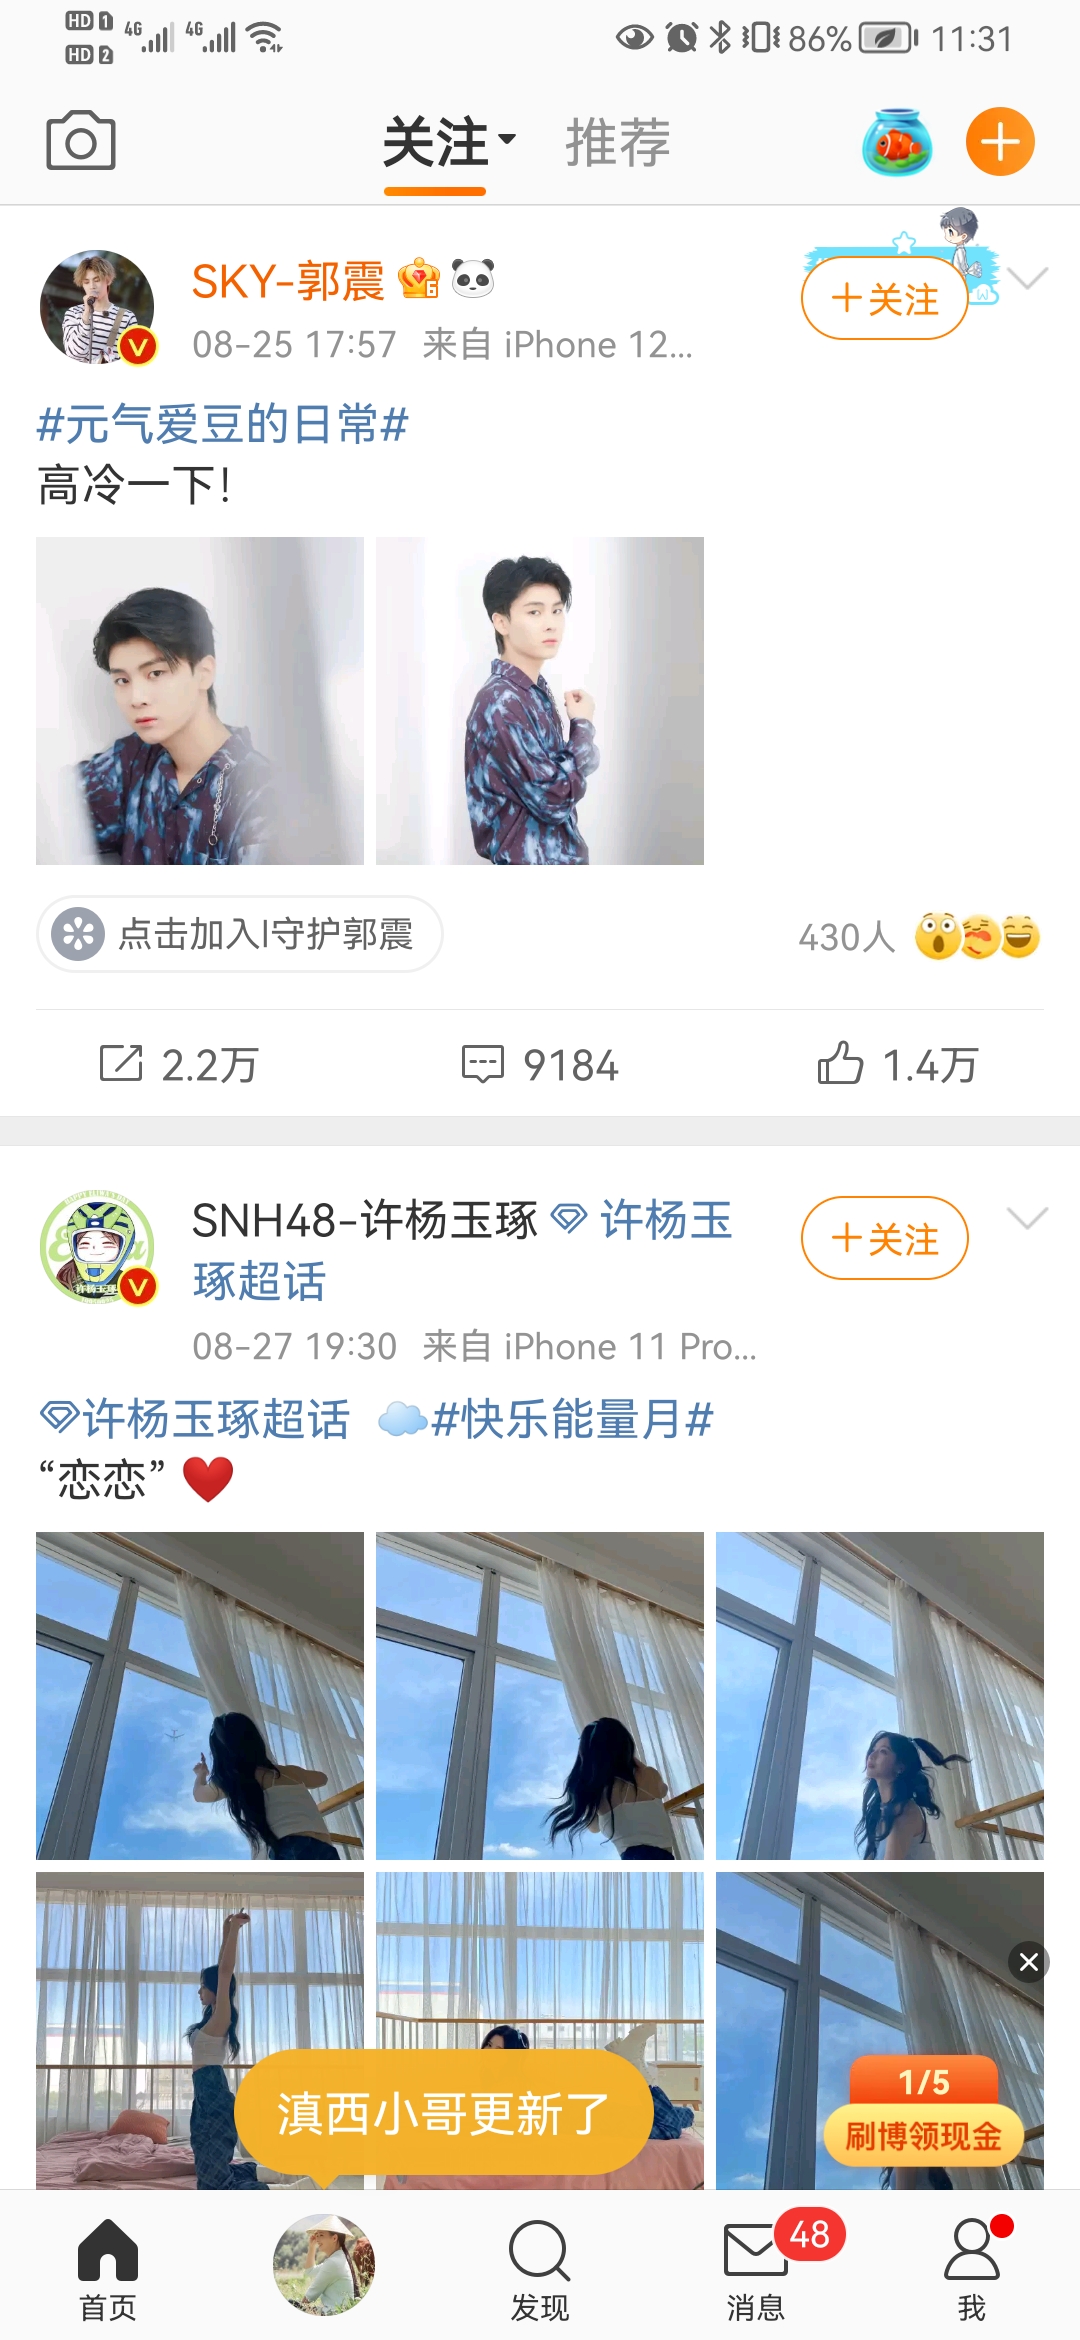 HD 1 4G 4G 86% 11:31
HD 2
关注 推荐
SKY-郭震
+关注
08-25 17:57 来自 iPhone 12...
#元气爱豆的日常#
高冷一下!
点击加入I守护郭震 430人
2.2万 9184 1.4万
SNH48-许杨玉琢 许杨玉
琢超话
+关注
08-27 19:30 来自 iPhone 11 Pro...
许杨玉琢超话 #快乐能量月#
“恋恋”
滇西小哥更新了
1/5
刷博领现金
首页 发现 消息 48 我